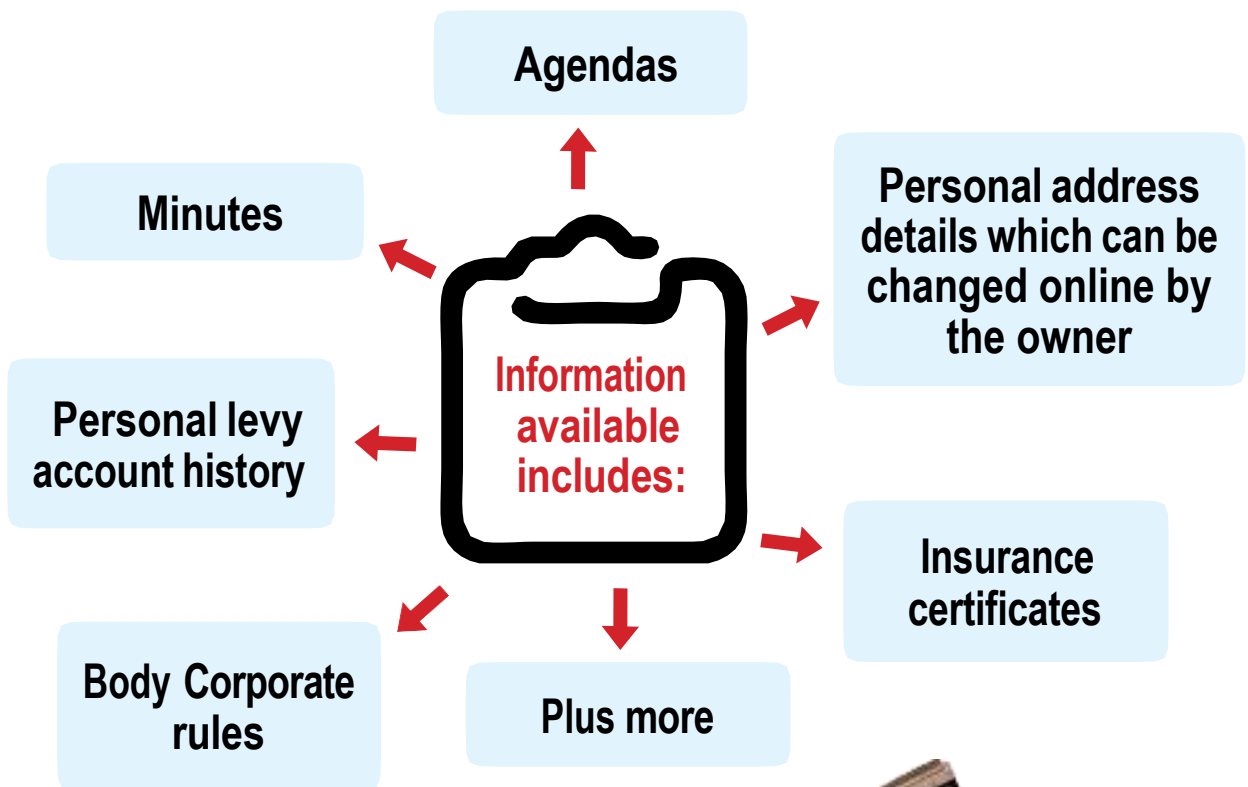 Agendas
Minutes
Personal address
details which can be
changed online by
the owner
Information
available
includes:
Personal levy
account history
Insurance
certificates
Body Corporate
rules
Plus more